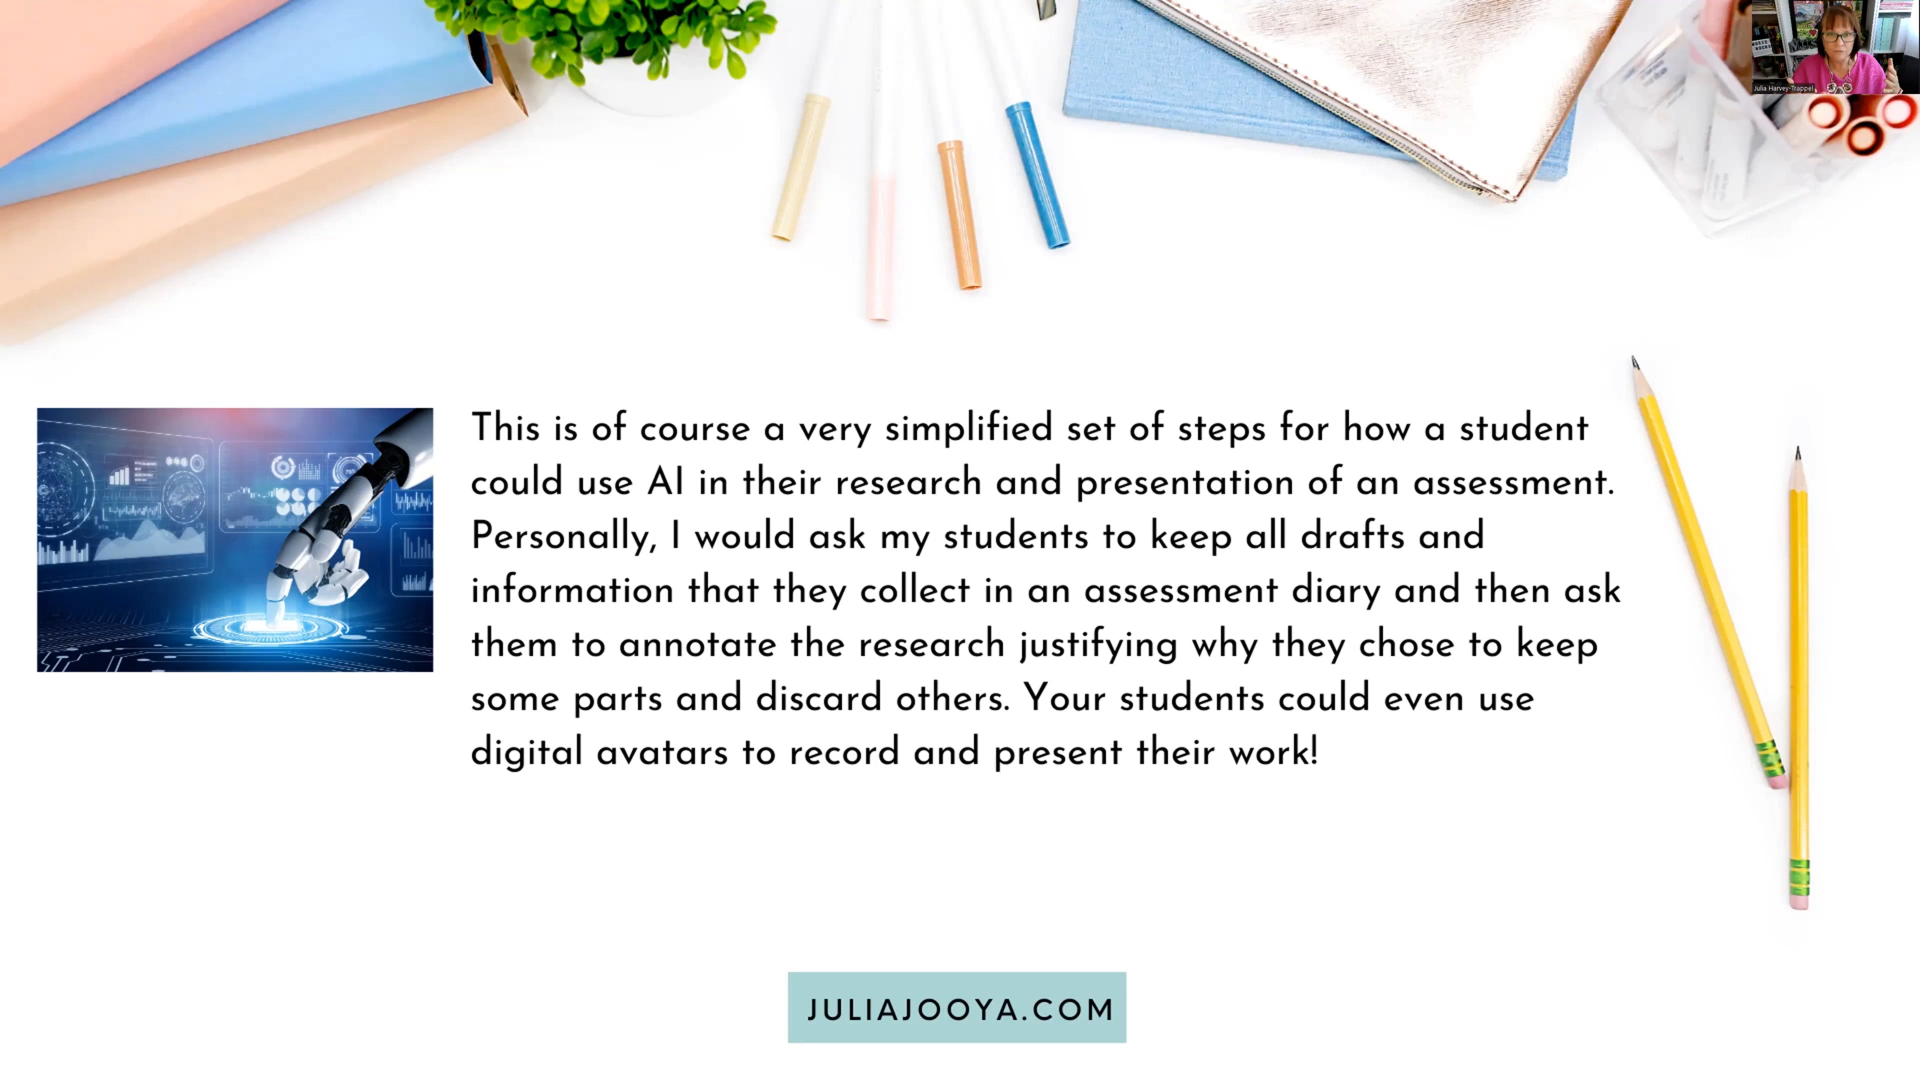 Julia Harvey-Trappel
This is of course a very simplified set of steps for how a student
could use AI in their research and presentation of an assessment.
Personally, I would ask my students to keep all drafts and
information that they collect in an assessment diary and then ask
them to annotate the research justifying why they chose to keep
some parts and discard others. Your students could even use
digital avatars to record and present their work!
JULIAJOOYA.COM